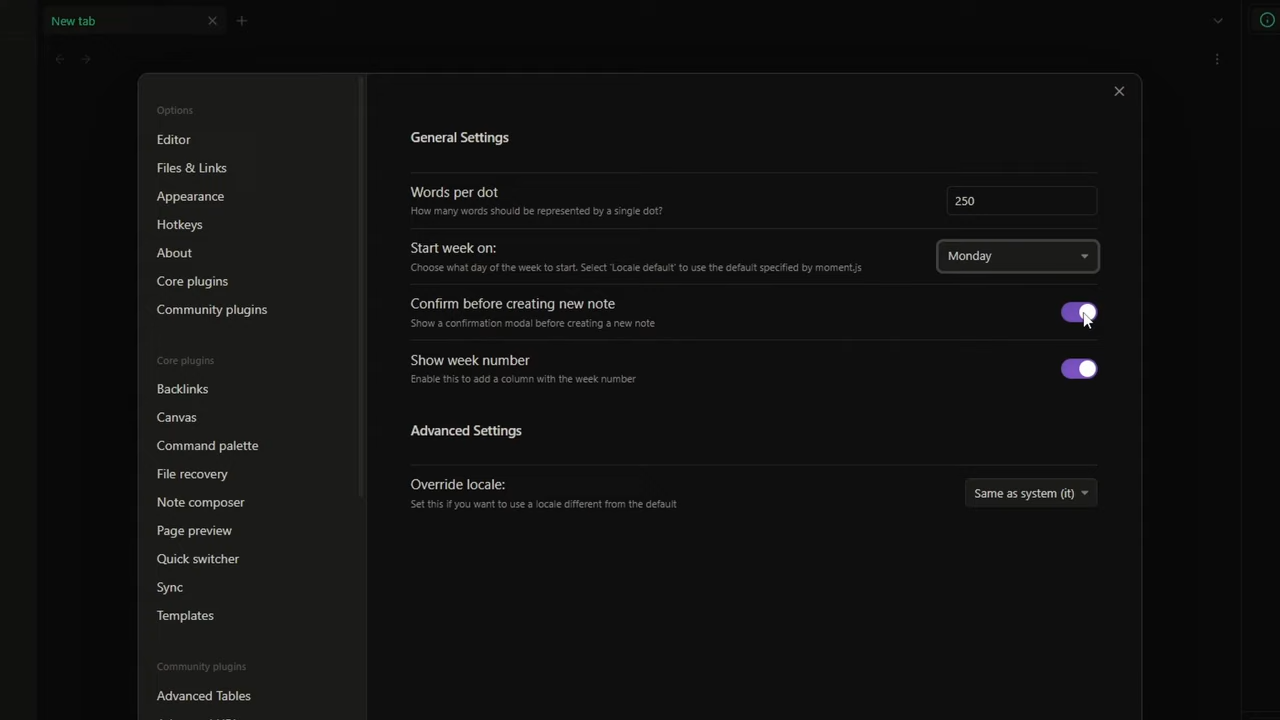 New tab
Options
Editor
Files & Links
Appearance
Hotkeys
About
Core plugins
Community plugins
Core plugins
Backlinks
Canvas
Command palette
File recovery
Note composer
Page preview
Quick switcher
Sync
Templates
Community plugins
Advanced Tables
General Settings
Words per dot
How many words should be represented by a single dot?
250
Start week on:
Choose what day of the week to start. Select 'Locale default' to use the default specified by moment.js
Monday
Confirm before creating new note
Show a confirmation modal before creating a new note
Show week number
Enable this to add a column with the week number
Advanced Settings
Override locale:
Set this if you want to use a locale different from the default
Same as system (it)